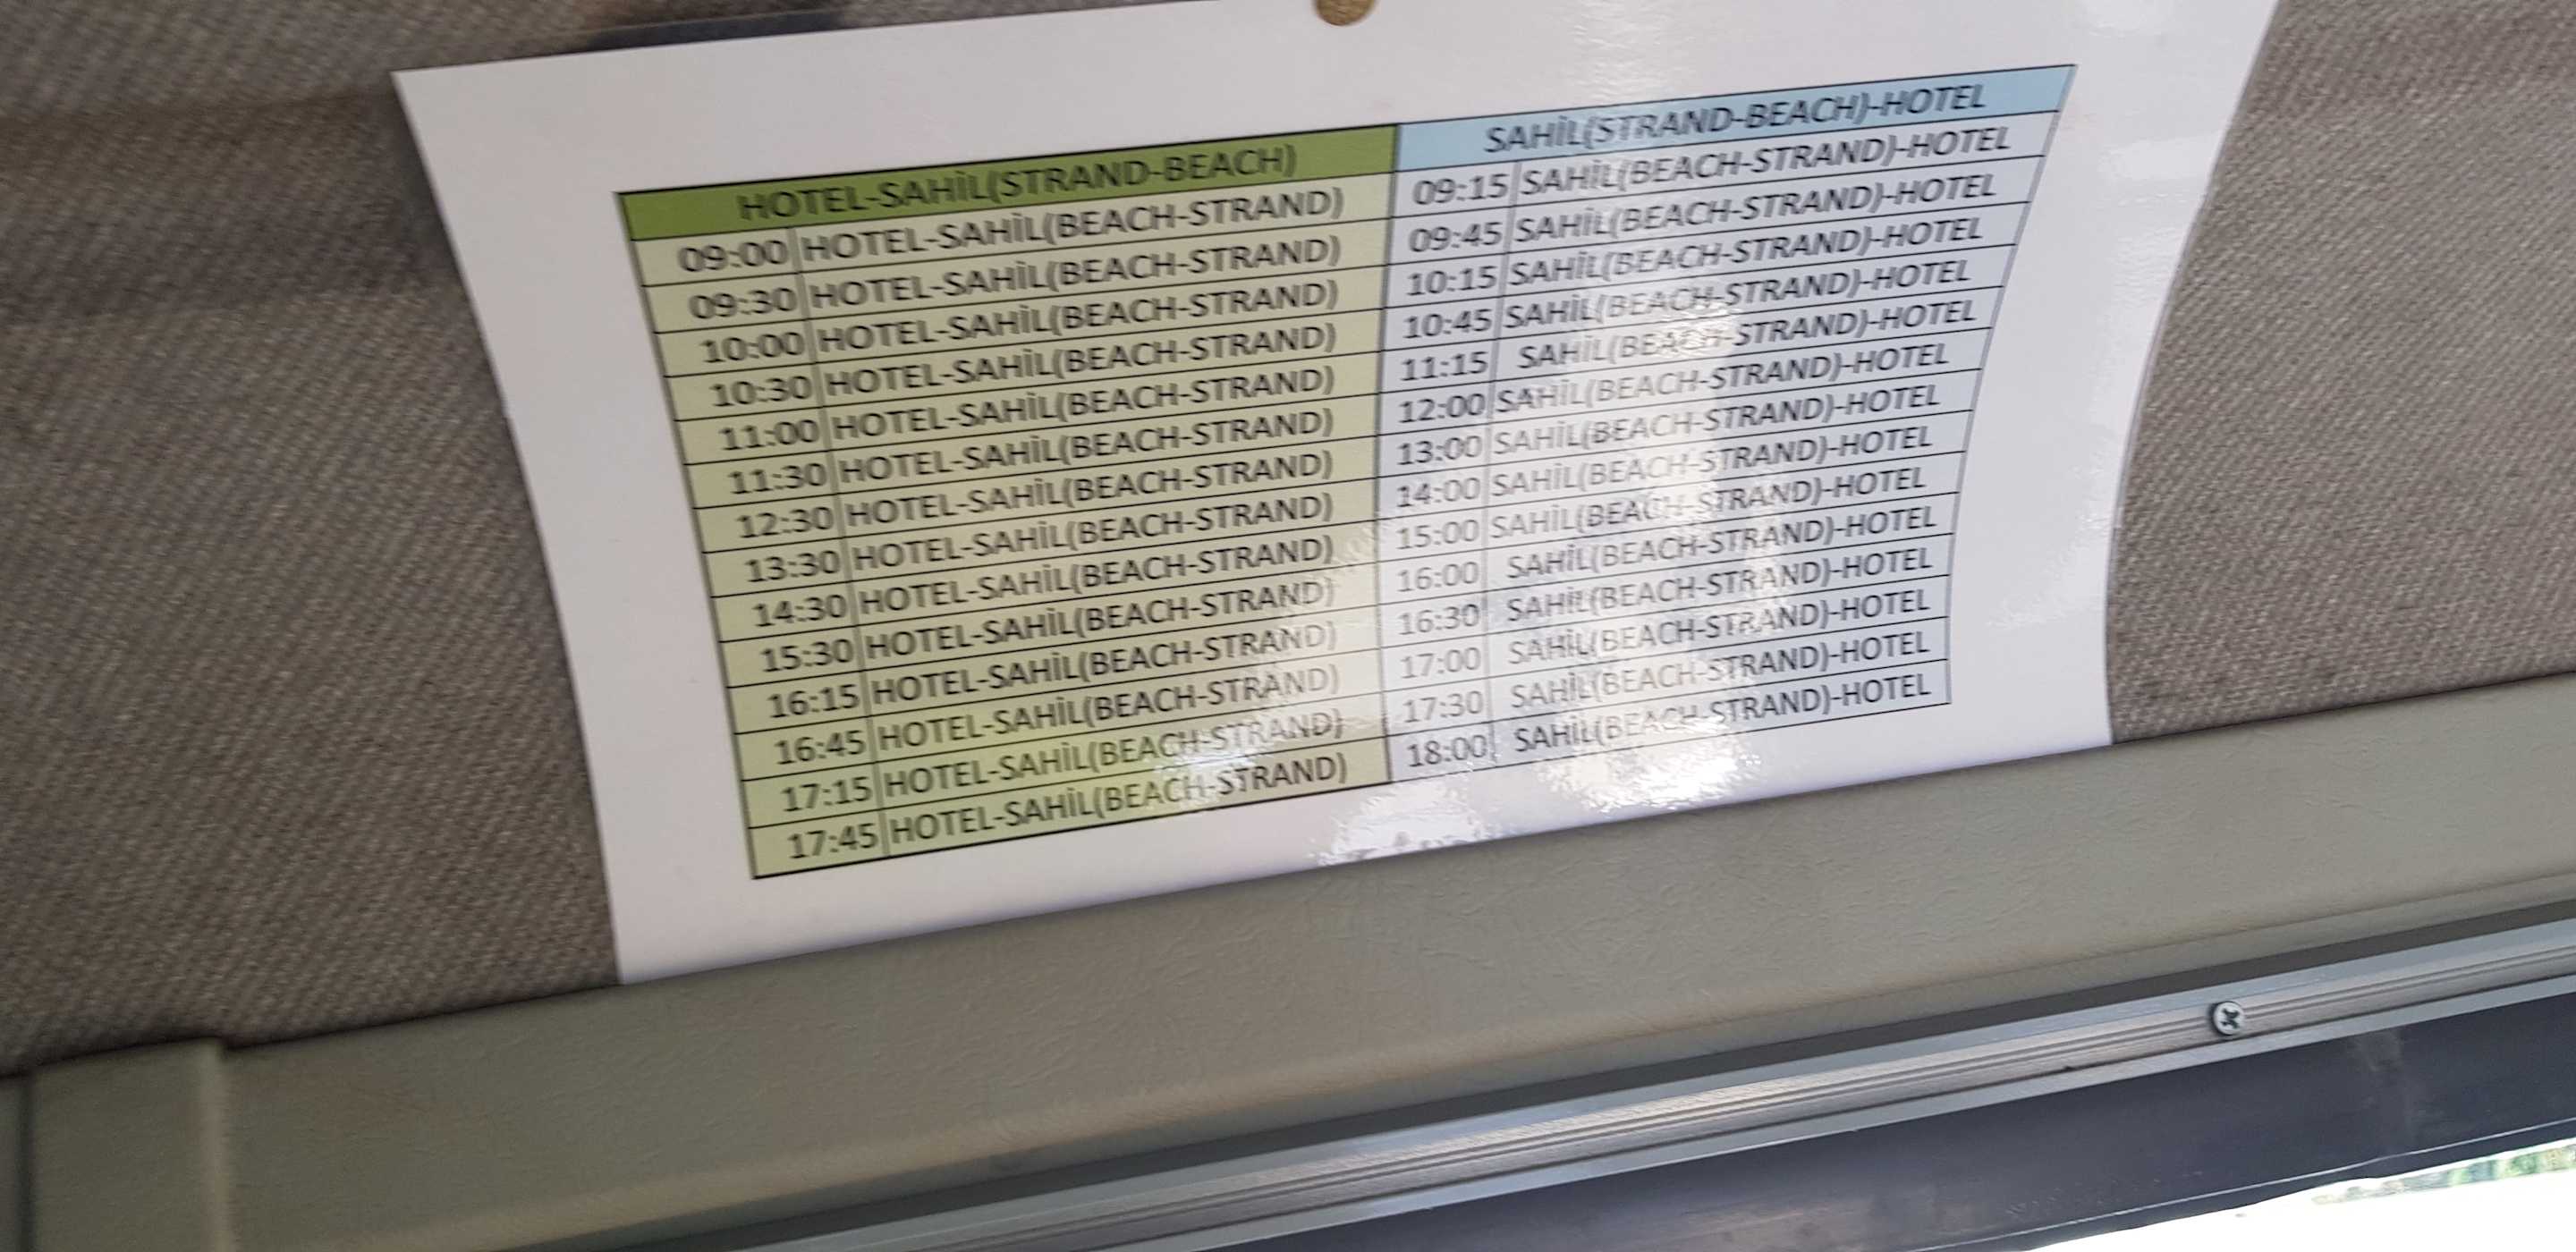 HOTEL-SAHİL(STRAND-BEACH)
09:00 HOTEL-SAHİL(BEACH-STRAND)
09:30 HOTEL-SAHİL(BEACH-STRAND)
10:00 HOTEL-SAHİL(BEACH-STRAND)
10:30 HOTEL-SAHİL(BEACH-STRAND)
11:00 HOTEL-SAHİL(BEACH-STRAND)
11:30 HOTEL-SAHİL(BEACH-STRAND)
12:30 HOTEL-SAHİL(BEACH-STRAND)
13:30 HOTEL-SAHİL(BEACH-STRAND)
14:30 HOTEL-SAHİL(BEACH-STRAND)
15:30 HOTEL-SAHİL(BEACH-STRAND)
16:15 HOTEL-SAHİL(BEACH-STRAND)
16:45 HOTEL-SAHİL(BEACH-STRAND)
17:15 HOTEL-SAHİL(BEACH-STRAND)
17:45 HOTEL-SAHİL(BEACH-STRAND)
SAHİL(STRAND-BEACH)-HOTEL
09:15 SAHİL(BEACH-STRAND)-HOTEL
09:45 SAHİL(BEACH-STRAND)-HOTEL
10:15 SAHİL(BEACH-STRAND)-HOTEL
10:45 SAHİL(BEACH-STRAND)-HOTEL
11:15 SAHİL(BEACH-STRAND)-HOTEL
12:00 SAHİL(BEACH-STRAND)-HOTEL
13:00 SAHİL(BEACH-STRAND)-HOTEL
14:00 SAHİL(BEACH-STRAND)-HOTEL
15:00 SAHİL(BEACH-STRAND)-HOTEL
16:00 SAHİL(BEACH-STRAND)-HOTEL
16:30 SAHİL(BEACH-STRAND)-HOTEL
17:00 SAHİL(BEACH-STRAND)-HOTEL
17:30 SAHİL(BEACH-STRAND)-HOTEL
18:00 SAHİL(BEACH-STRAND)-HOTEL